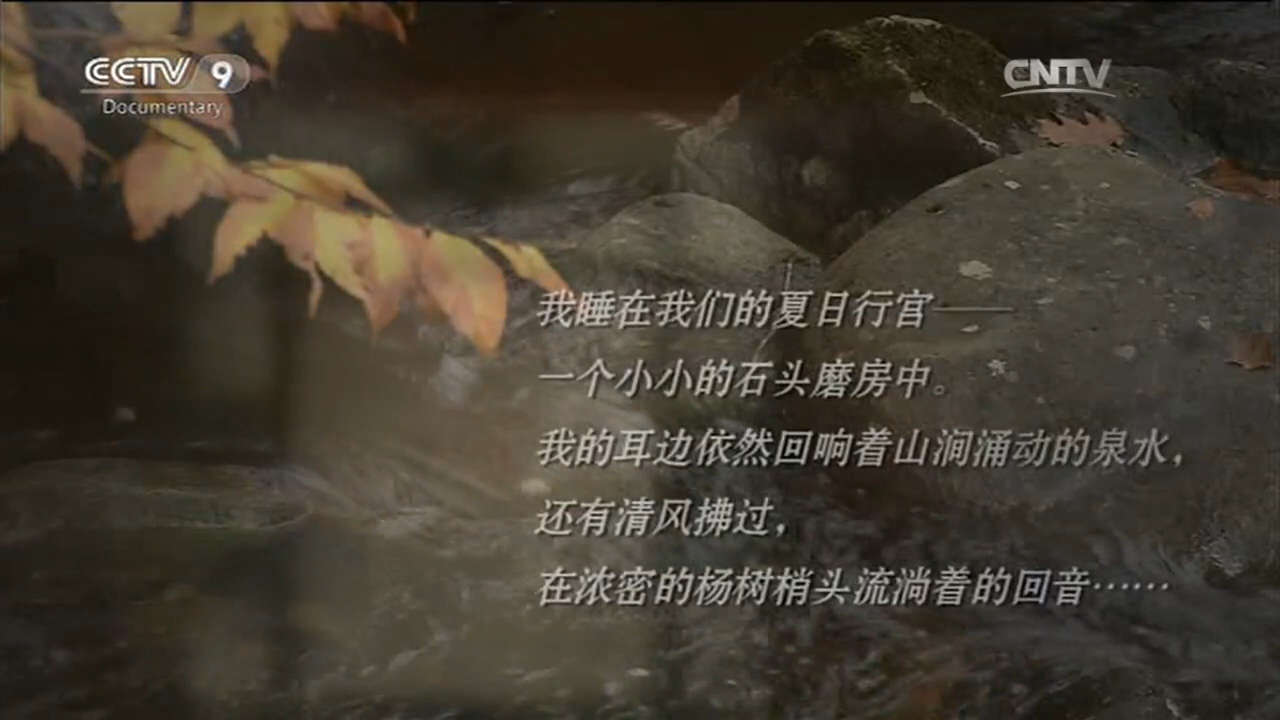 CCTV 9
CNTV
Documentary
我睡在我们的夏日行宫——
一个小小的石头磨房中。
我的耳边依然回响着山涧涌动的泉水，
还有清风拂过，
在浓密的杨树梢头流淌着的回音……